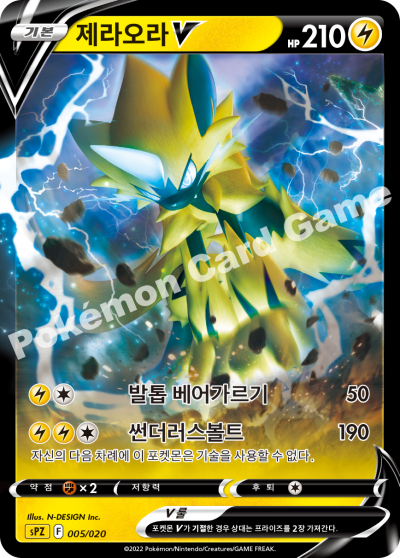 기본 제라오라V HP 210
Pokémon Card Game
발톱 베어가르기 50
썬더러스볼트 190
자신의 다음 차례에 이 포켓몬은 기술을 사용할 수 없다.
약점 ×2 저항력 후퇴
Illus. N-DESIGN Inc.
V룰
sPZ F 005/020
포켓몬V가 기절한 경우 상대는 프라이즈를 2장 가져간다.
©2022 Pokémon/Nintendo/Creatures/GAME FREAK.